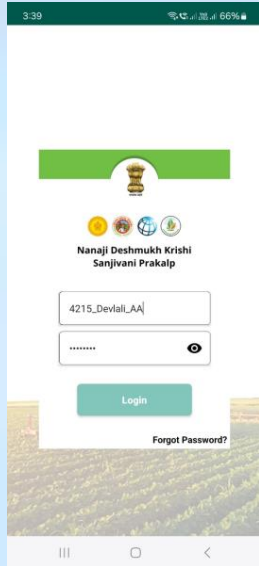 3:39
66%
Nanaji Deshmukh Krishi
Sanjivani Prakalp
4215_Devlali_AA
........
Login
Forgot Password?